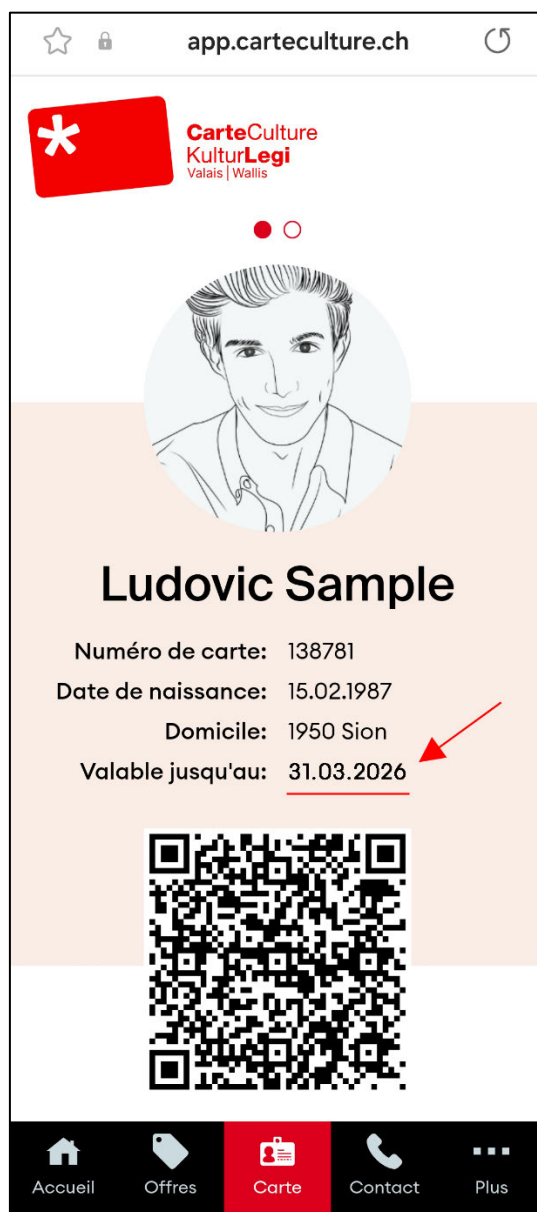 app.carteculture.ch
CarteCulture
KulturLegi
Valais | Wallis
Ludovic Sample
Numéro de carte: 138781
Date de naissance: 15.02.1987
Domicile: 1950 Sion
Valable jusqu'au: 31.03.2026
Accueil Offres Carte Contact Plus